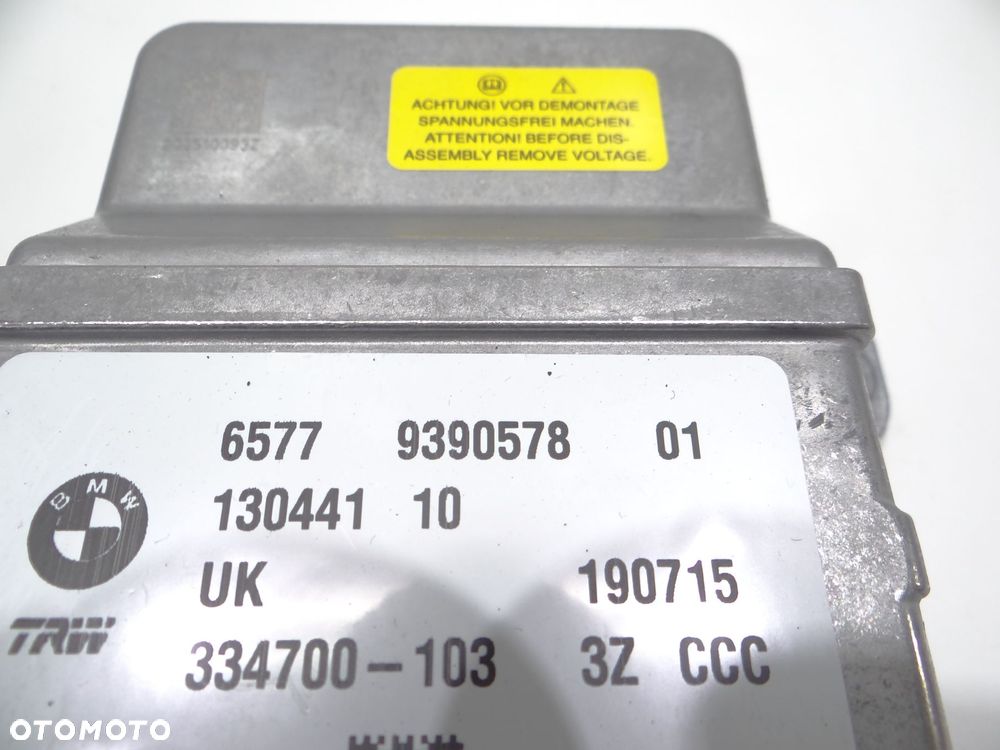 ACHTUNG! VOR DEMONTAGE
SPANNUNGSFREI MACHEN.
ATTENTION! BEFORE DIS-
ASSEMBLY REMOVE VOLTAGE.
6577 9390578 01
BMW
130441 10
UK 190715
TRW
334700-103 3Z CCC
OTOMOTO